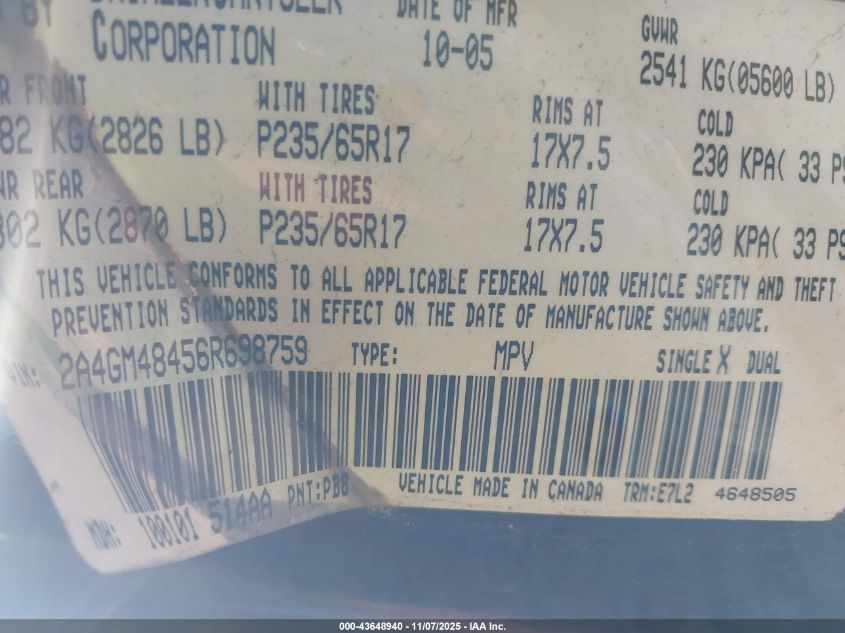 BY DAIMLERCHRYSLER DATE OF MFR GVWR
CORPORATION 10-05 2541 KG(05600 LB)
R FRONT WITH TIRES RIMS AT COLD
82 KG(2826 LB) P235/65R17 17X7.5 230 KPA( 33 PS
WR REAR WITH TIRES RIMS AT COLD
302 KG(2870 LB) P235/65R17 17X7.5 230 KPA( 33 PS
THIS VEHICLE CONFORMS TO ALL APPLICABLE FEDERAL MOTOR VEHICLE SAFETY AND THEFT
PREVENTION STANDARDS IN EFFECT ON THE DATE OF MANUFACTURE SHOWN ABOVE.
VIN: 2A4GM48456R698759 TYPE: MPV SINGLE X DUAL
MDH: 100101 514AA PNT:PB8 VEHICLE MADE IN CANADA TRM:E7L2 4648505
000-43648940 - 11/07/2025 - IAA Inc.